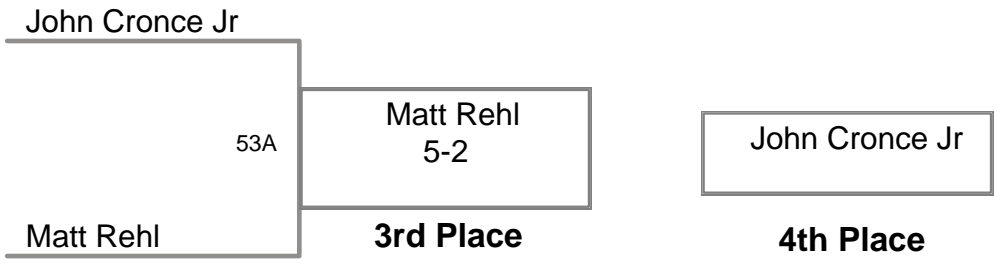 John Cronce Jr
53A
Matt Rehl
5-2
John Cronce Jr
Matt Rehl
3rd Place
4th Place